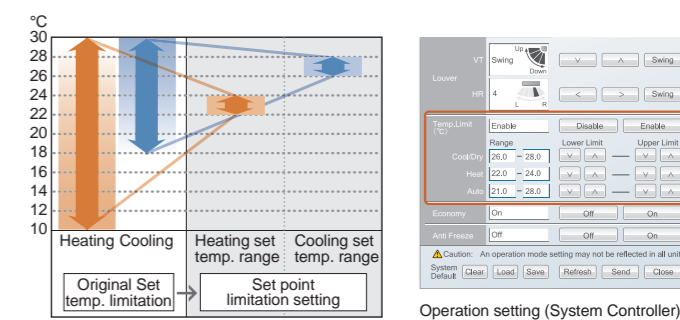 °C
30
28
26
24
22
20
18
16
14
12
10
Heating Cooling
Heating set
temp. range
Cooling set
temp. range
Original Set
temp. limitation
Set point
limitation setting
Louver
VT
Swing
Up
Down
Swing
HR
4
L R
< > Swing
Temp.Limit
(°C)
Enable
Disable Enable
Range Lower Limit Upper Limit
Cool/Dry 26.0 - 28.0
Heat 22.0 - 24.0
Auto 21.0 - 28.0
Economy On Off On
Anti Freeze Off Off On
Caution: An operation mode setting may not be reflected in all unit
System
Default
Clear Load Save Refresh Send Close
Operation setting (System Controller)